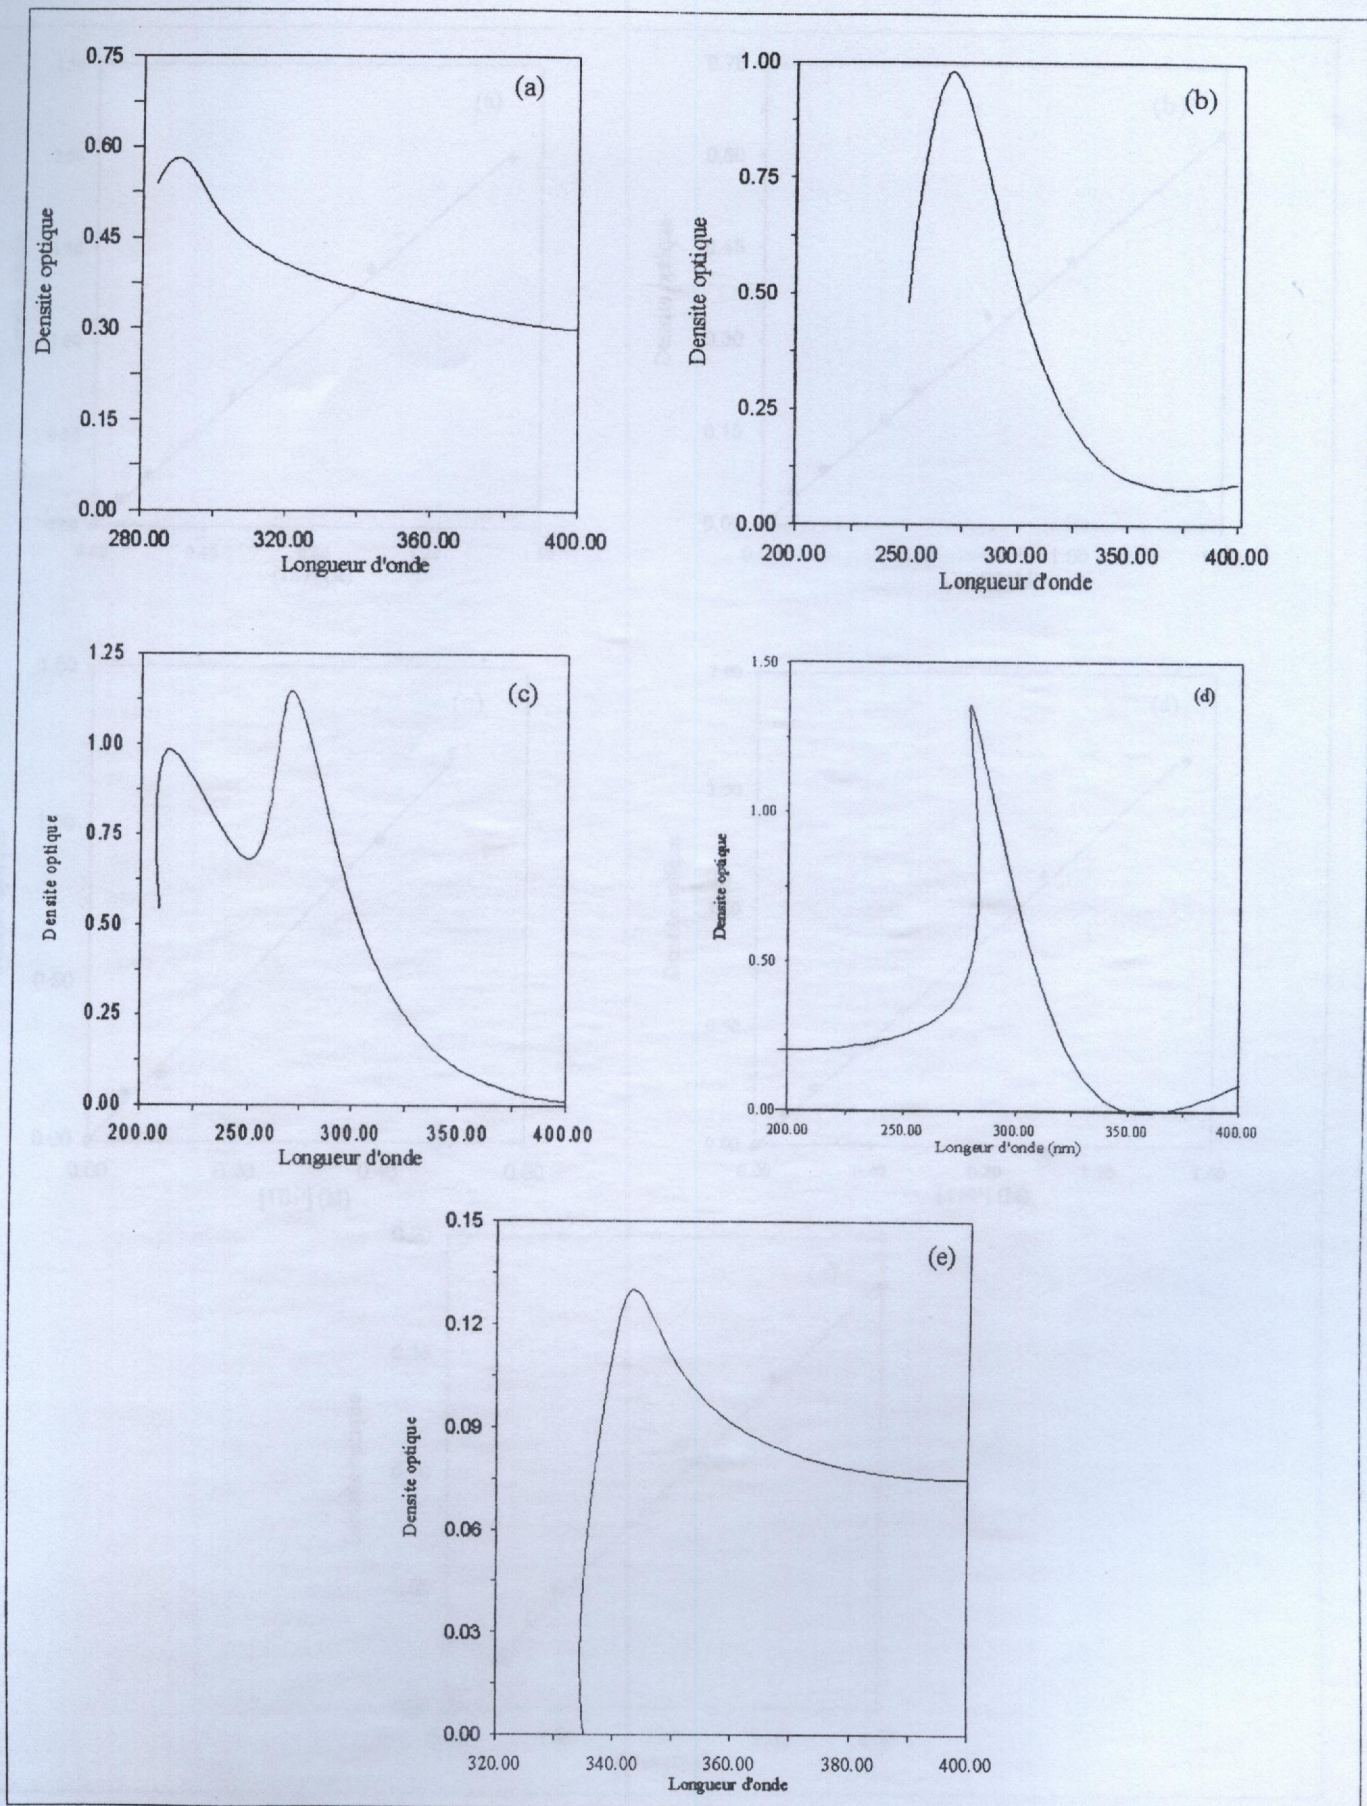 (a)
0.75
0.60
0.45
0.30
0.15
0.00
Densite optique
280.00 320.00 360.00 400.00
Longueur d'onde
(b)
1.00
0.75
0.50
0.25
0.00
Densite optique
200.00 250.00 300.00 350.00 400.00
Longueur d'onde
(c)
1.25
1.00
0.75
0.50
0.25
0.00
Densite optique
200.00 250.00 300.00 350.00 400.00
Longueur d'onde
(d)
1.50
1.00
0.50
0.00
Densite optique
200.00 250.00 300.00 350.00 400.00
Longeur d'onde (nm)
(e)
0.15
0.12
0.09
0.06
0.03
0.00
Densite optique
320.00 340.00 360.00 380.00 400.00
Longueur d'onde